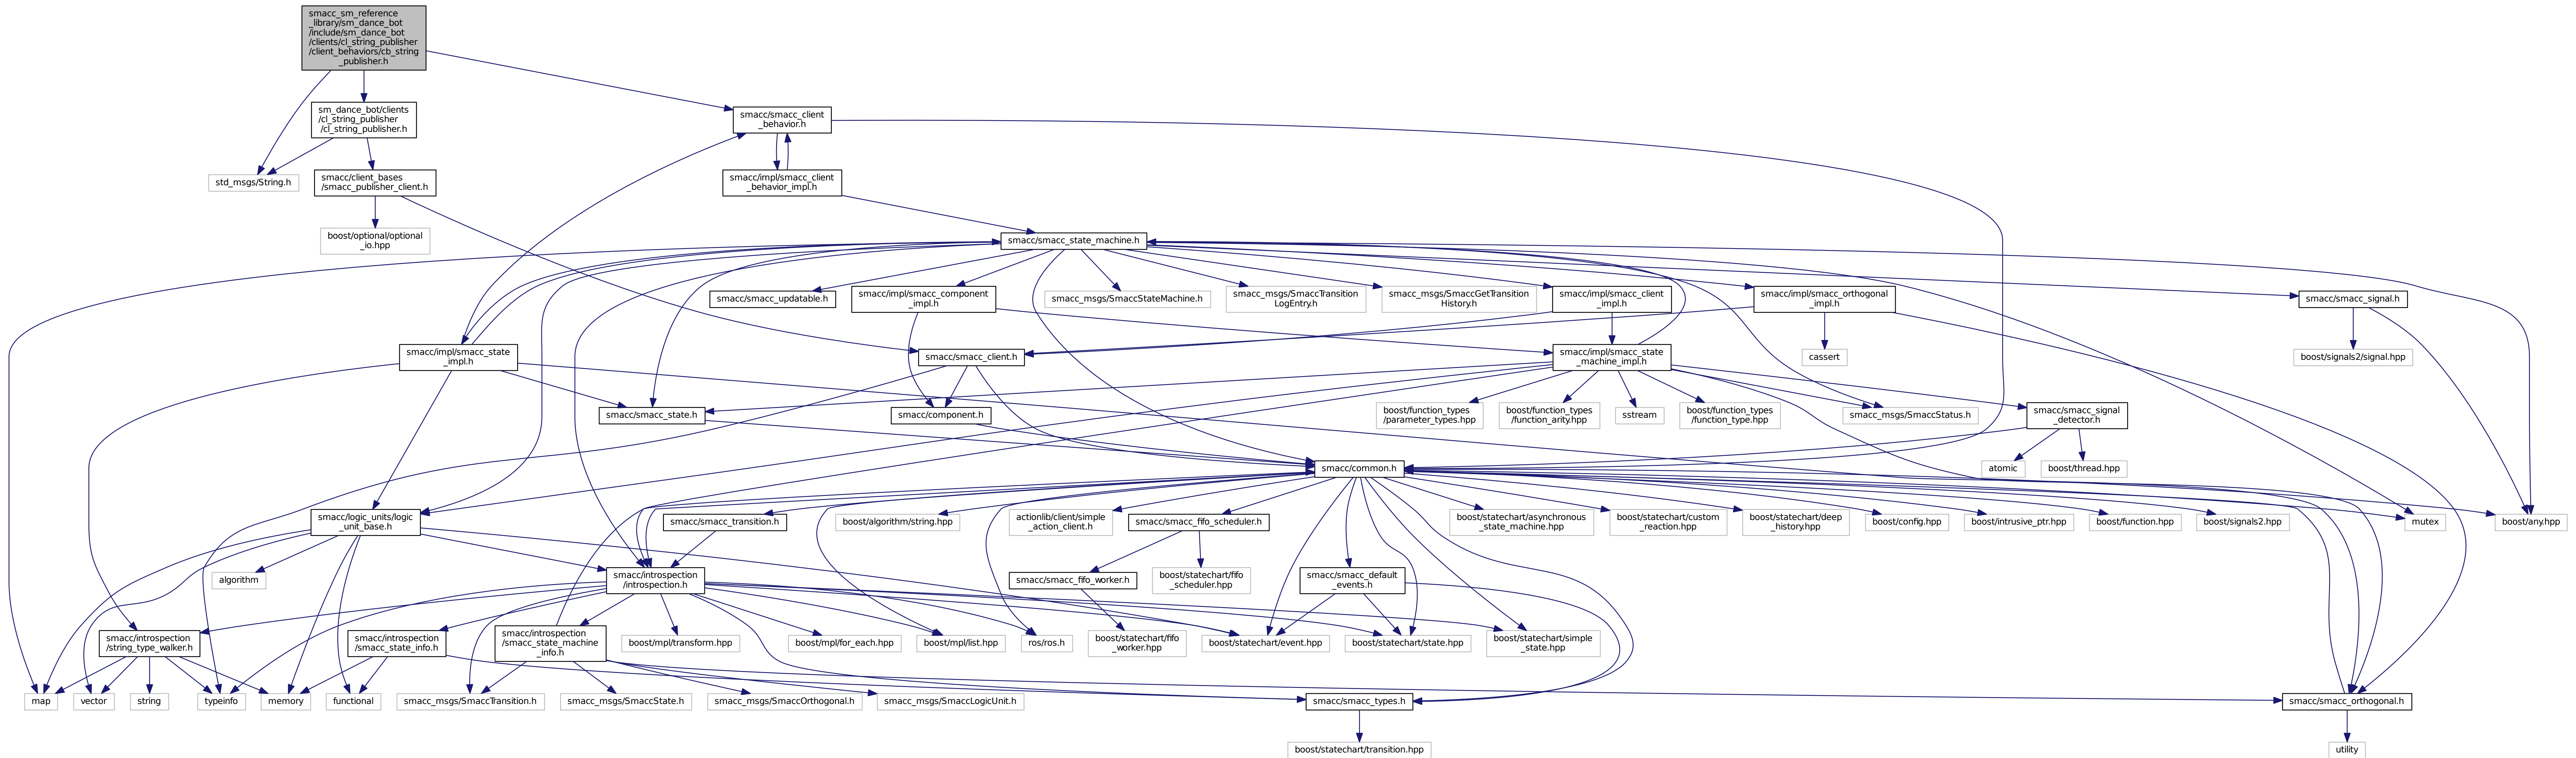 smacc_sm_reference
_library/sm_dance_bot
/include/sm_dance_bot
/clients/cl_string_publisher
/client_behaviors/cb_string
_publisher.h
sm_dance_bot/clients
/cl_string_publisher
/cl_string_publisher.h
smacc/smacc_client
_behavior.h
std_msgs/String.h
smacc/client_bases
/smacc_publisher_client.h
smacc/impl/smacc_client
_behavior_impl.h
boost/optional/optional
_io.hpp
smacc/smacc_state_machine.h
smacc/smacc_updatable.h
smacc/impl/smacc_component
_impl.h
smacc_msgs/SmaccStateMachine.h
smacc_msgs/SmaccTransition
LogEntry.h
smacc_msgs/SmaccGetTransition
History.h
smacc/impl/smacc_client
_impl.h
smacc/impl/smacc_orthogonal
_impl.h
smacc/smacc_signal.h
smacc/impl/smacc_state
_impl.h
smacc/smacc_client.h
smacc/impl/smacc_state
_machine_impl.h
cassert
boost/signals2/signal.hpp
smacc/smacc_state.h
smacc/component.h
boost/function_types
/parameter_types.hpp
boost/function_types
/function_arity.hpp
sstream
boost/function_types
/function_type.hpp
smacc_msgs/SmaccStatus.h
smacc/smacc_signal
_detector.h
smacc/common.h
atomic
boost/thread.hpp
smacc/logic_units/logic
_unit_base.h
smacc/smacc_transition.h
boost/algorithm/string.hpp
actionlib/client/simple
_action_client.h
smacc/smacc_fifo_scheduler.h
boost/statechart/asynchronous
_state_machine.hpp
boost/statechart/custom
_reaction.hpp
boost/statechart/deep
_history.hpp
boost/config.hpp
boost/intrusive_ptr.hpp
boost/function.hpp
boost/signals2.hpp
mutex
boost/any.hpp
algorithm
smacc/introspection
/introspection.h
smacc/smacc_fifo_worker.h
boost/statechart/fifo
_scheduler.hpp
smacc/smacc_default
_events.h
smacc/introspection
/string_type_walker.h
smacc/introspection
/smacc_state_info.h
smacc/introspection
/smacc_state_machine
_info.h
boost/mpl/transform.hpp
boost/mpl/for_each.hpp
boost/mpl/list.hpp
ros/ros.h
boost/statechart/fifo
_worker.hpp
boost/statechart/event.hpp
boost/statechart/state.hpp
boost/statechart/simple
_state.hpp
map
vector
string
typeinfo
memory
functional
smacc_msgs/SmaccTransition.h
smacc_msgs/SmaccState.h
smacc_msgs/SmaccOrthogonal.h
smacc_msgs/SmaccLogicUnit.h
smacc/smacc_types.h
smacc/smacc_orthogonal.h
boost/statechart/transition.hpp
utility